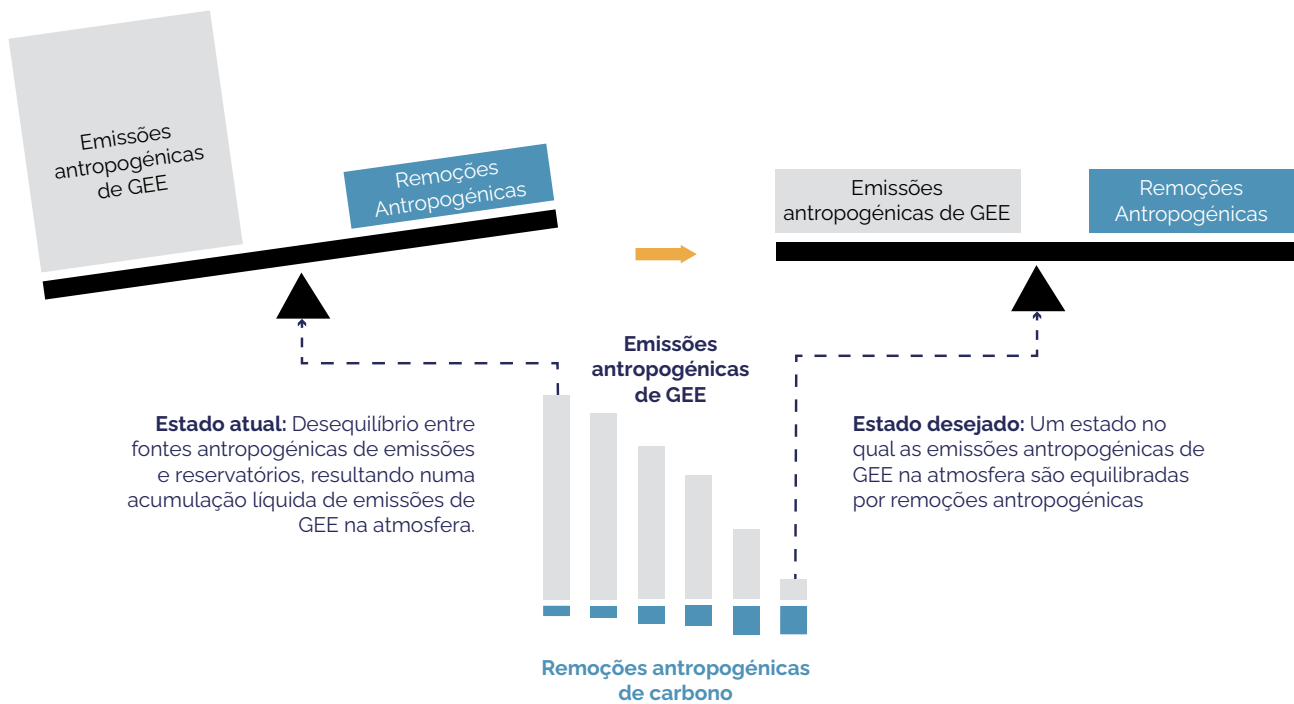 Emissões
antropogénicas
de GEE
Remoções
Antropogénicas
Emissões
antropogénicas de GEE
Remoções
Antropogénicas
Emissões
antropogénicas
de GEE
Estado atual: Desequilíbrio entre
fontes antropogénicas de emissões
e reservatórios, resultando numa
acumulação líquida de emissões de
GEE na atmosfera.
Estado desejado: Um estado no
qual as emissões antropogénicas de
GEE na atmosfera são equilibradas
por remoções antropogénicas
Remoções antropogénicas
de carbono